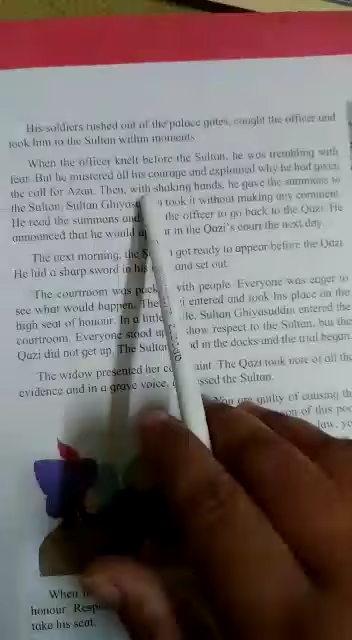 His soldiers rushed out of the palace gates, caught the officer and
took him to the Sultan within moments.
When the officer knelt before the Sultan, he was trembling with
fear. But he mustered all his courage and explained why he had given
the call for Azan. Then, with shaking hands, he gave the summons to
the Sultan. Sultan Ghiyas took it without making any comment.
He read the summons and the officer to go back to the Qazi. He
announced that he would in the Qazi's court the next day.
The next morning, the got ready to appear before the Qazi
He hid a sharp sword in his and set out.
The courtroom was with people. Everyone was eager to
see what would happen. entered and took his place on the
high seat of honour. In a little Sultan Ghiyasuddin entered the
courtroom. Everyone stood show respect to the Sultan, but the
Qazi did not get up. The Sultan in the docks and the trial began.
The widow presented her The Qazi took note of all the
evidence and in a grave voice, the Sultan.
You are guilty of causing th
of this poo
law, yo
When
honour
take his seat.